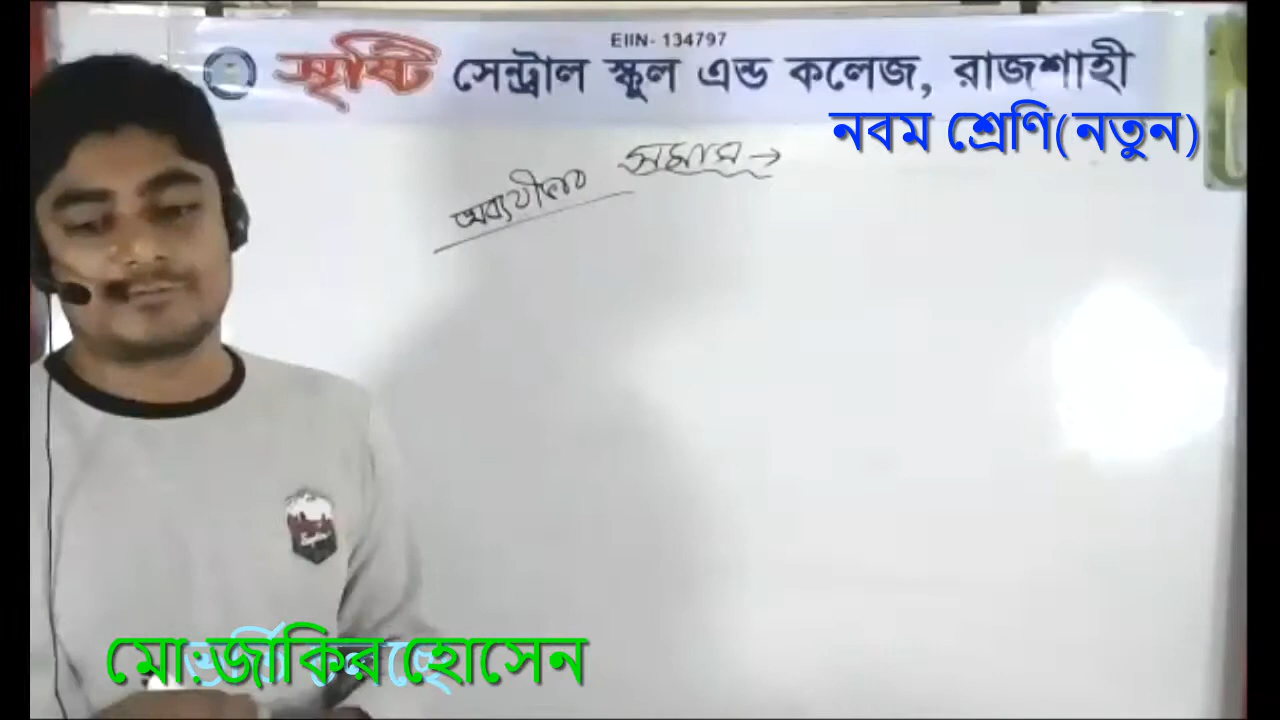 EIIN- 134797
সৃষ্টি সেন্ট্রাল স্কুল এন্ড কলেজ, রাজশাহী
নবম শ্রেণি(নতুন)
সমাস→
অব্যয়ীভাব
মো:জাকির হোসেন